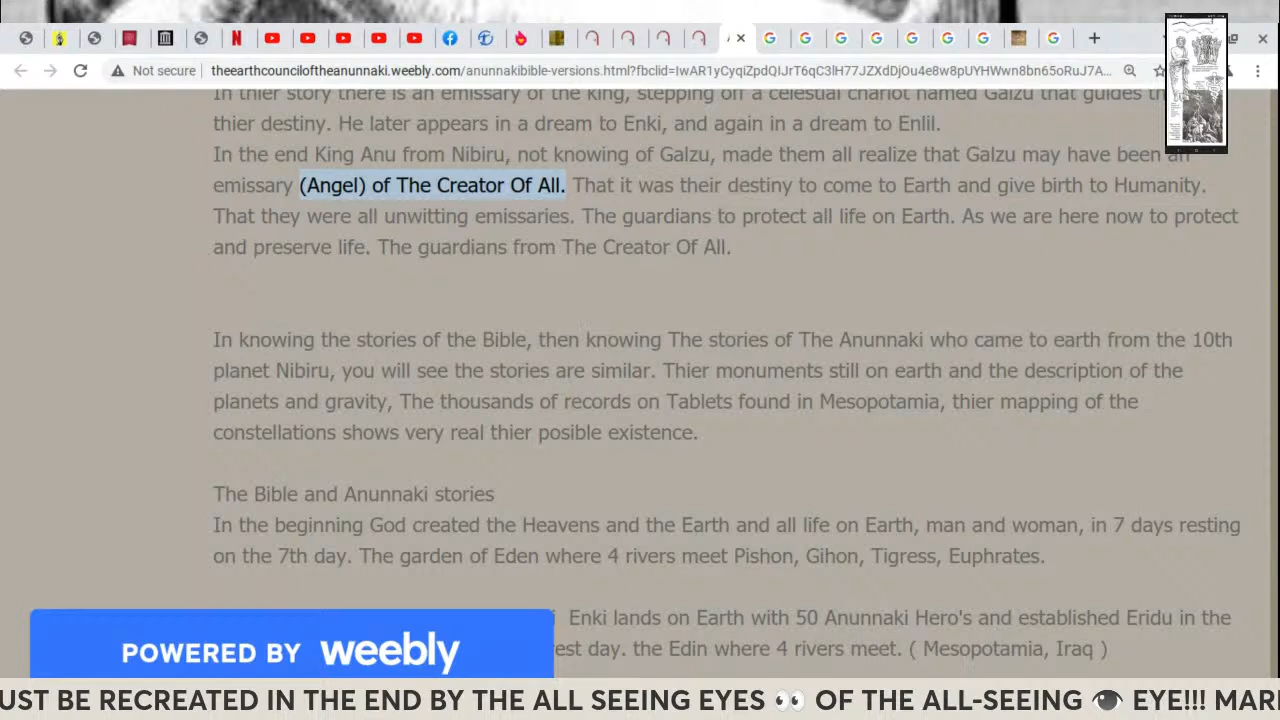 Not secure
theearthcounciloftheanunnaki.weebly.com/anunnakibible-versions.html?fbclid=IwAR1yCyqiZpdQIJrT6qC3lH77JZXdDjOu4e8w8pUYHWwn8bn65oRuJ7A...
In thier story there is an emissary of the king, stepping off a celestial chariot named Galzu that guides
thier destiny. He later appears in a dream to Enki, and again in a dream to Enlil.
In the end King Anu from Nibiru, not knowing of Galzu, made them all realize that Galzu may have been an
emissary (Angel) of The Creator Of All. That it was their destiny to come to Earth and give birth to Humanity.
That they were all unwitting emissaries. The guardians to protect all life on Earth. As we are here now to protect
and preserve life. The guardians from The Creator Of All.
In knowing the stories of the Bible, then knowing The stories of The Anunnaki who came to earth from the 10th
planet Nibiru, you will see the stories are similar. Thier monuments still on earth and the description of the
planets and gravity, The thousands of records on Tablets found in Mesopotamia, thier mapping of the
constellations shows very real thier posible existence.
The Bible and Anunnaki stories
In the beginning God created the Heavens and the Earth and all life on Earth, man and woman, in 7 days resting
on the 7th day. The garden of Eden where 4 rivers meet Pishon, Gihon, Tigress, Euphrates.
Enki lands on Earth with 50 Anunnaki Hero's and established Eridu in the
est day. the Edin where 4 rivers meet. ( Mesopotamia, Iraq )
POWERED BY weebly
UST BE RECREATED IN THE END BY THE ALL SEEING EYES 👀 OF THE ALL-SEEING 👁 EYE!!! MAR